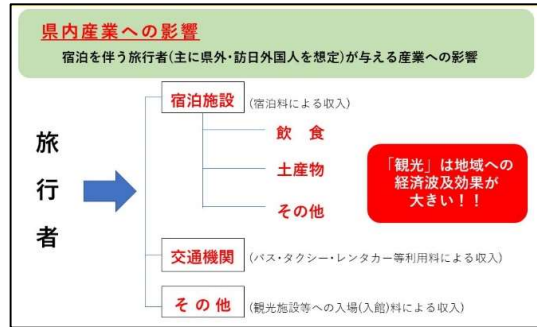 県内産業への影響
宿泊を伴う旅行者(主に県外・訪日外国人を想定)が与える産業への影響
旅行者
宿泊施設 (宿泊料による収入)
飲 食
土産物
その他
「観光」は地域への
経済波及効果が
大きい！！
交通機関 (バス・タクシー・レンタカー等利用料による収入)
そ の 他 (観光施設等への入場(入館)料による収入)